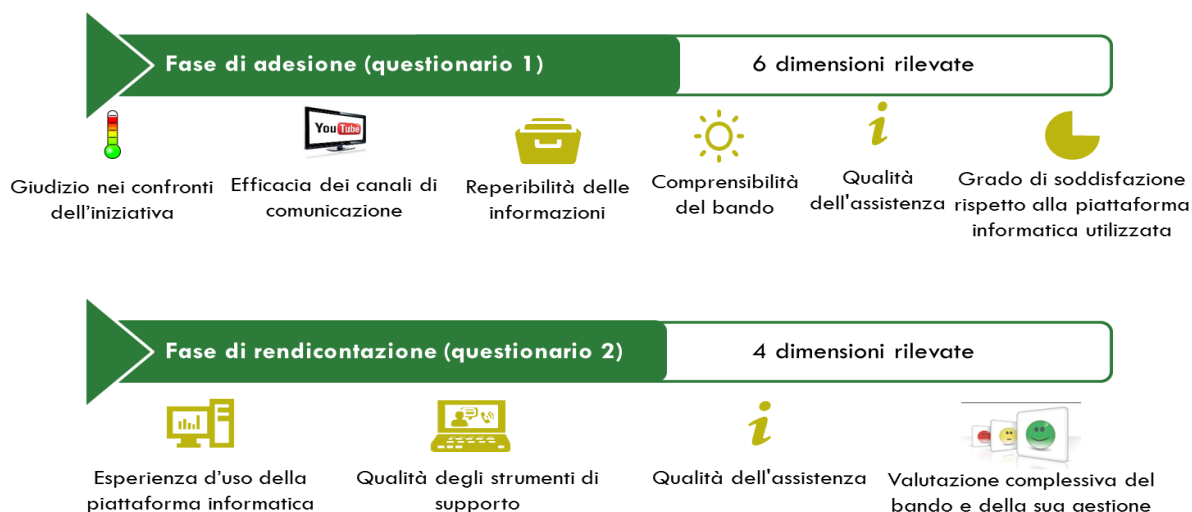 Fase di adesione (questionario 1)
6 dimensioni rilevate
You Tube
Giudizio nei confronti
dell'iniziativa
Efficacia dei canali di
comunicazione
Reperibilità delle
informazioni
Comprensibilità
del bando
Qualità
dell'assistenza
Grado di soddisfazione
rispetto alla piattaforma
informatica utilizzata
Fase di rendicontazione (questionario 2)
4 dimensioni rilevate
Esperienza d'uso della
piattaforma informatica
Qualità degli strumenti di
supporto
Qualità dell'assistenza
Valutazione complessiva del
bando e della sua gestione